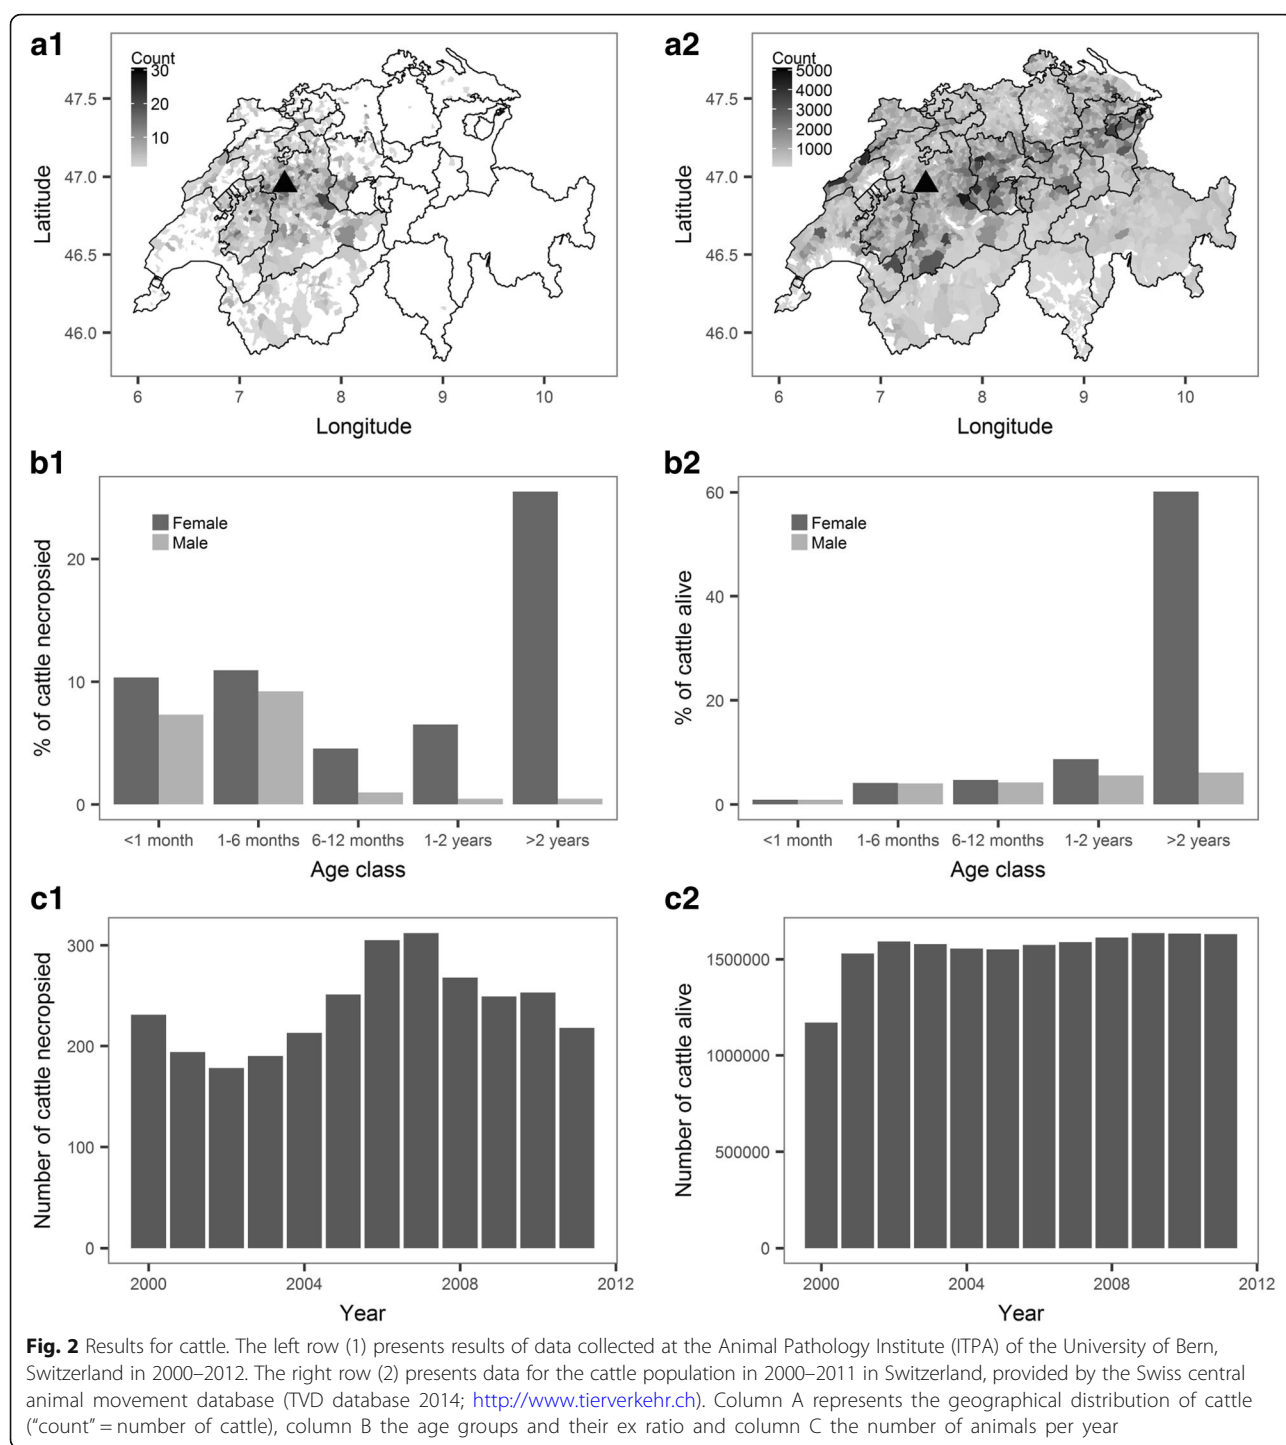 a1
Count
30
20
10
47.5
47.0
46.5
46.0
Latitude
6 7 8 9 10
Longitude
a2
Count
5000
4000
3000
2000
1000
47.5
47.0
46.5
46.0
Latitude
6 7 8 9 10
Longitude
b1
Female
Male
20
10
0
% of cattle necropsied
<1 month 1-6 months 6-12 months 1-2 years >2 years
Age class
b2
Female
Male
60
40
20
0
% of cattle alive
<1 month 1-6 months 6-12 months 1-2 years >2 years
Age class
c1
300
200
100
0
Number of cattle necropsied
2000 2004 2008 2012
Year
c2
1500000
1000000
500000
0
Number of cattle alive
2000 2004 2008 2012
Year
Fig. 2 Results for cattle. The left row (1) presents results of data collected at the Animal Pathology Institute (ITPA) of the University of Bern,
Switzerland in 2000–2012. The right row (2) presents data for the cattle population in 2000–2011 in Switzerland, provided by the Swiss central
animal movement database (TVD database 2014; http://www.tierverkehr.ch). Column A represents the geographical distribution of cattle
(“count” = number of cattle), column B the age groups and their ex ratio and column C the number of animals per year